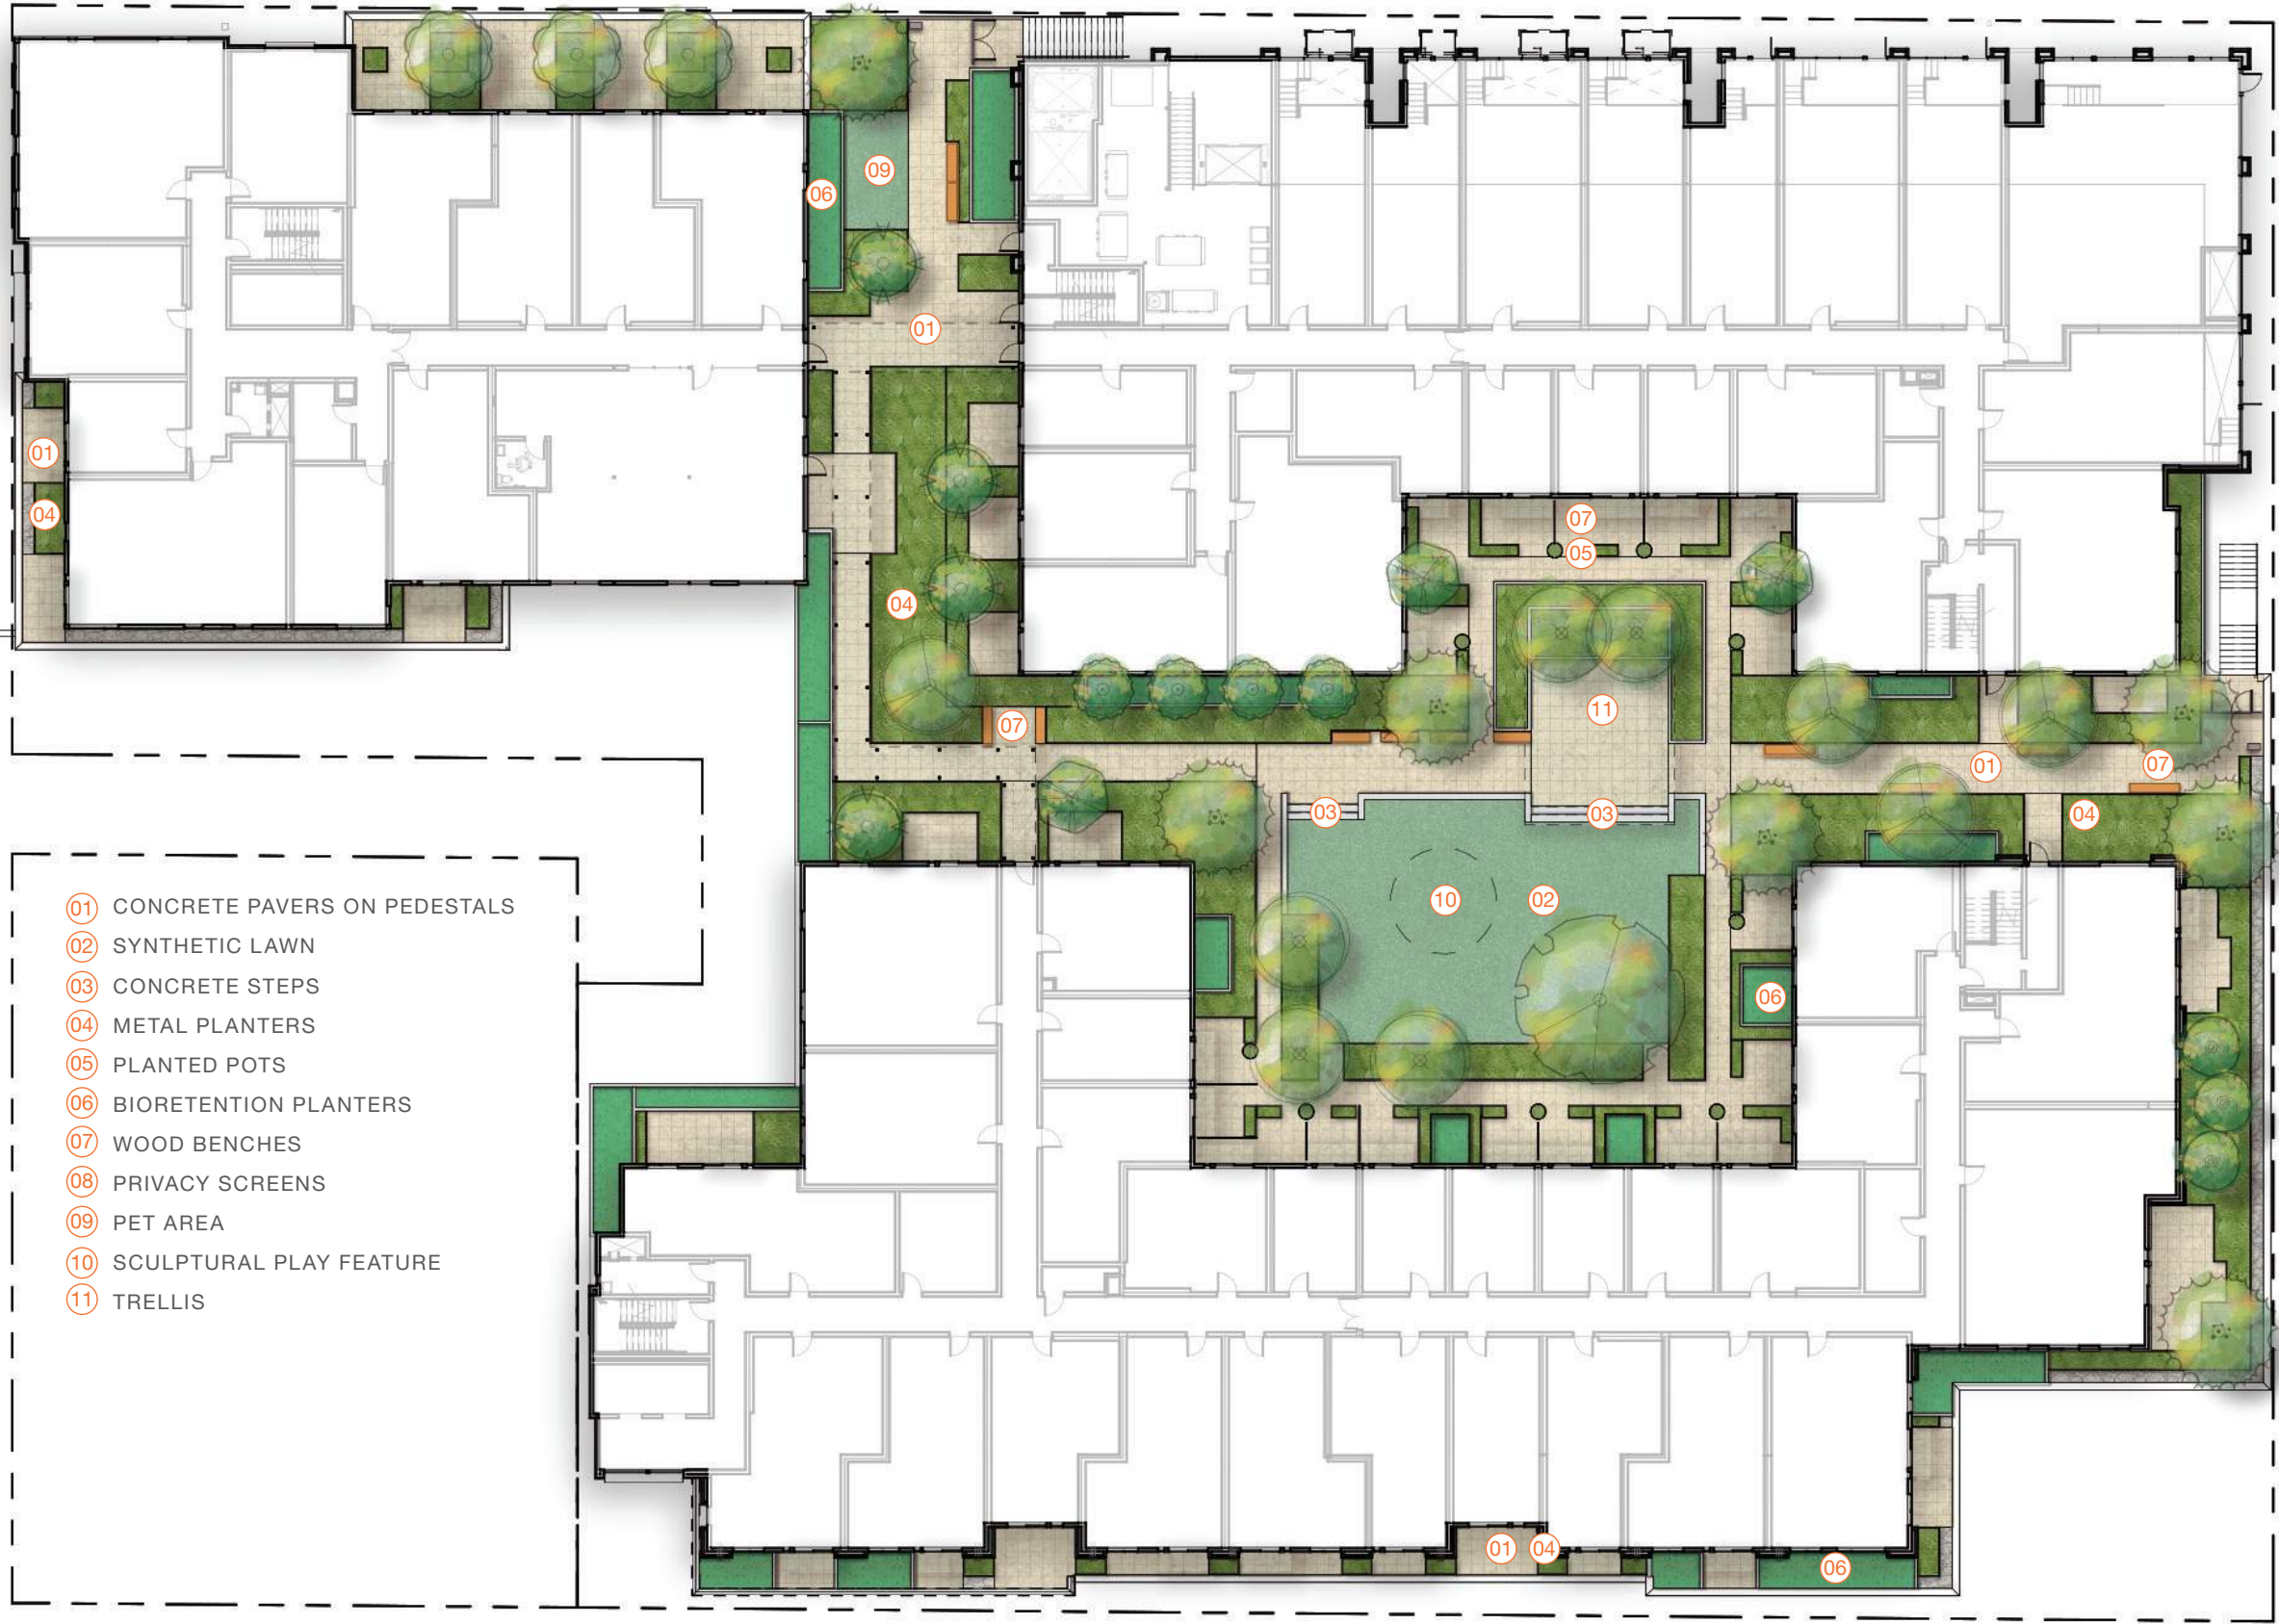 09
06
01
01
04
07
05
04
11
07
01
07
03
03
04
10
02
06
01 CONCRETE PAVERS ON PEDESTALS
02 SYNTHETIC LAWN
03 CONCRETE STEPS
04 METAL PLANTERS
05 PLANTED POTS
06 BIORETENTION PLANTERS
07 WOOD BENCHES
08 PRIVACY SCREENS
09 PET AREA
10 SCULPTURAL PLAY FEATURE
11 TRELLIS
01 04
06